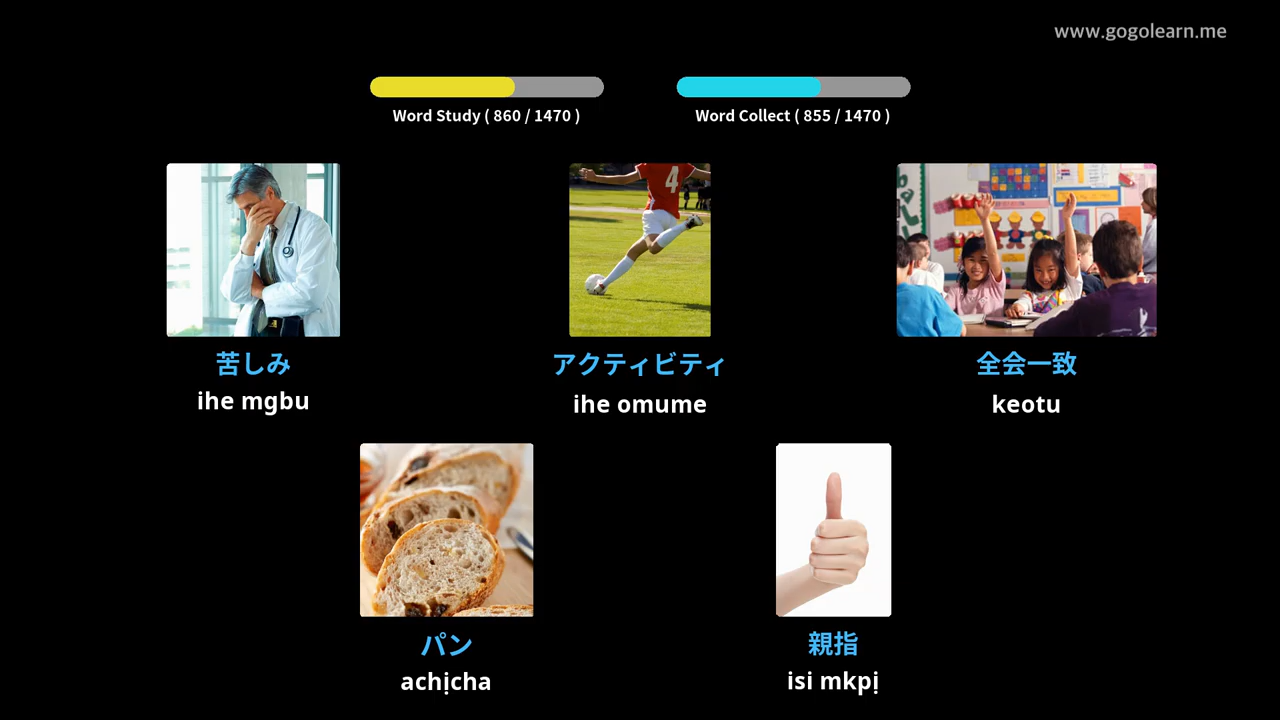 www.gogolearn.me
Word Study ( 860 / 1470 )
Word Collect ( 855 / 1470 )
苦しみ
ihe mgbu
アクティビティ
ihe omume
全会一致
keotu
パン
achịcha
親指
isi mkpị
4